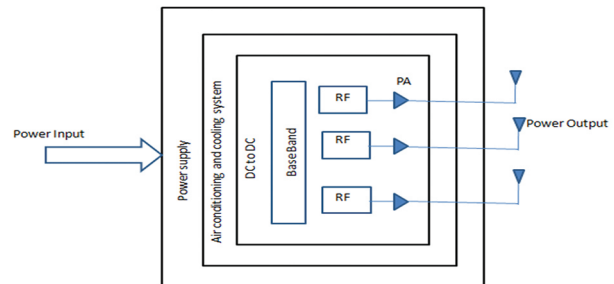 Power Input
Power supply
Air conditioning and cooling system
DC to DC
BaseBand
RF
RF
RF
PA
Power Output